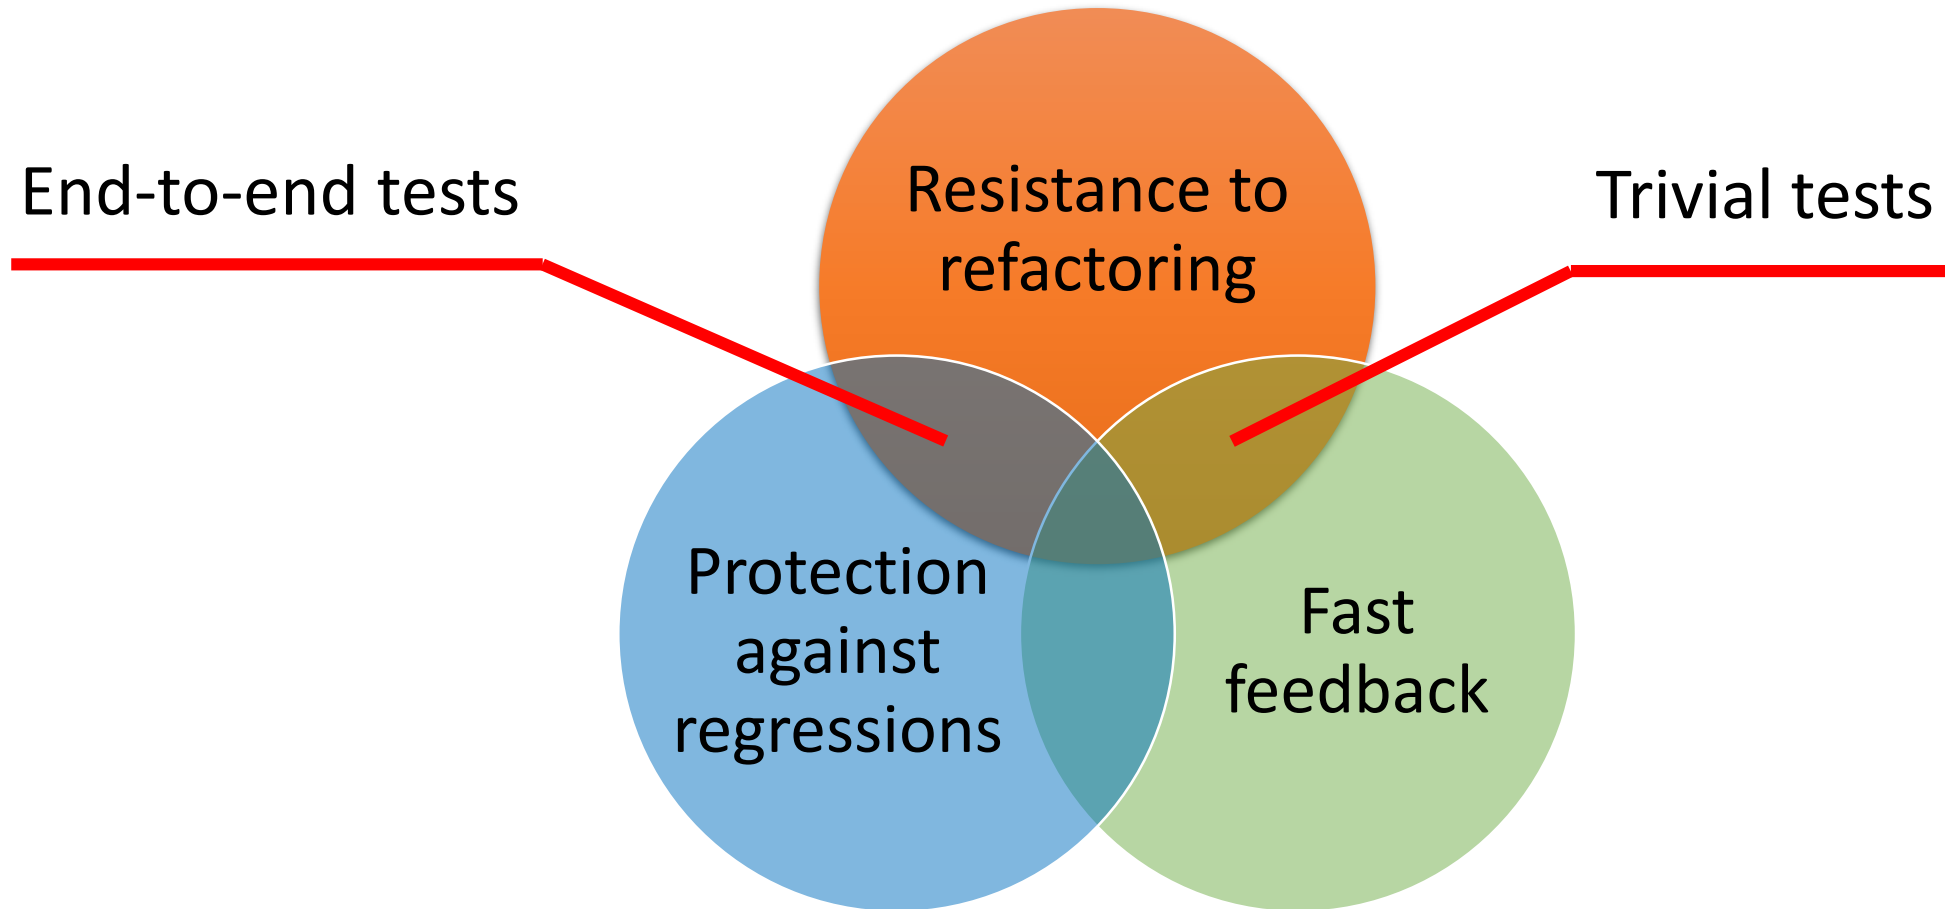 End-to-end tests
Resistance to
refactoring
Trivial tests
Protection
against
regressions
Fast
feedback